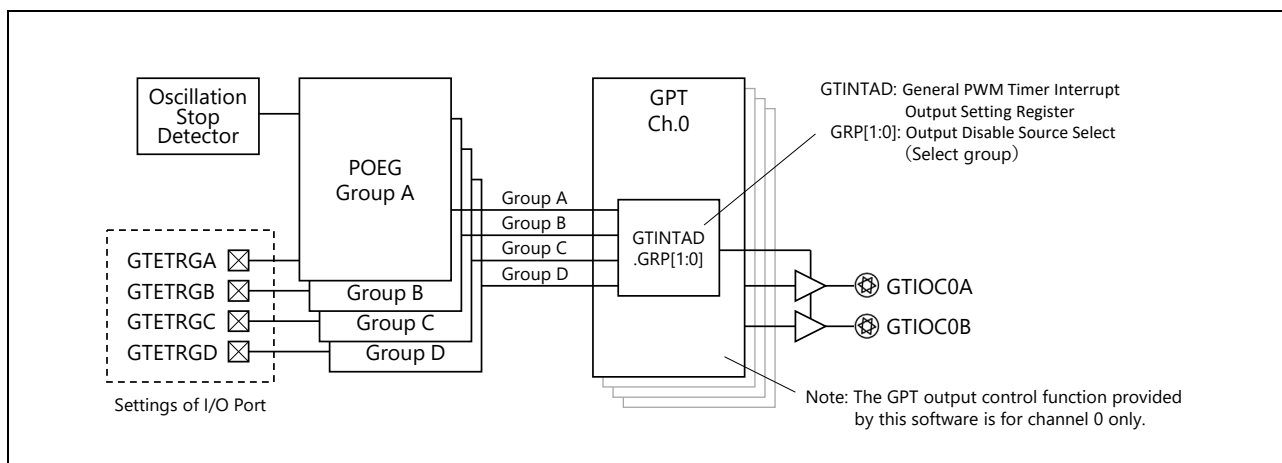 Oscillation
Stop
Detector
POEG
Group A
Group B
Group C
Group D
GTETRGA
GTETRGB
GTETRGC
GTETRGD
Settings of I/O Port
Group A
Group B
Group C
Group D
GPT
Ch.0
GTINTAD
.GRP[1:0]
GTINTAD: General PWM Timer Interrupt
Output Setting Register
GRP[1:0]: Output Disable Source Select
(Select group)
GTIOC0A
GTIOC0B
Note: The GPT output control function provided
by this software is for channel 0 only.